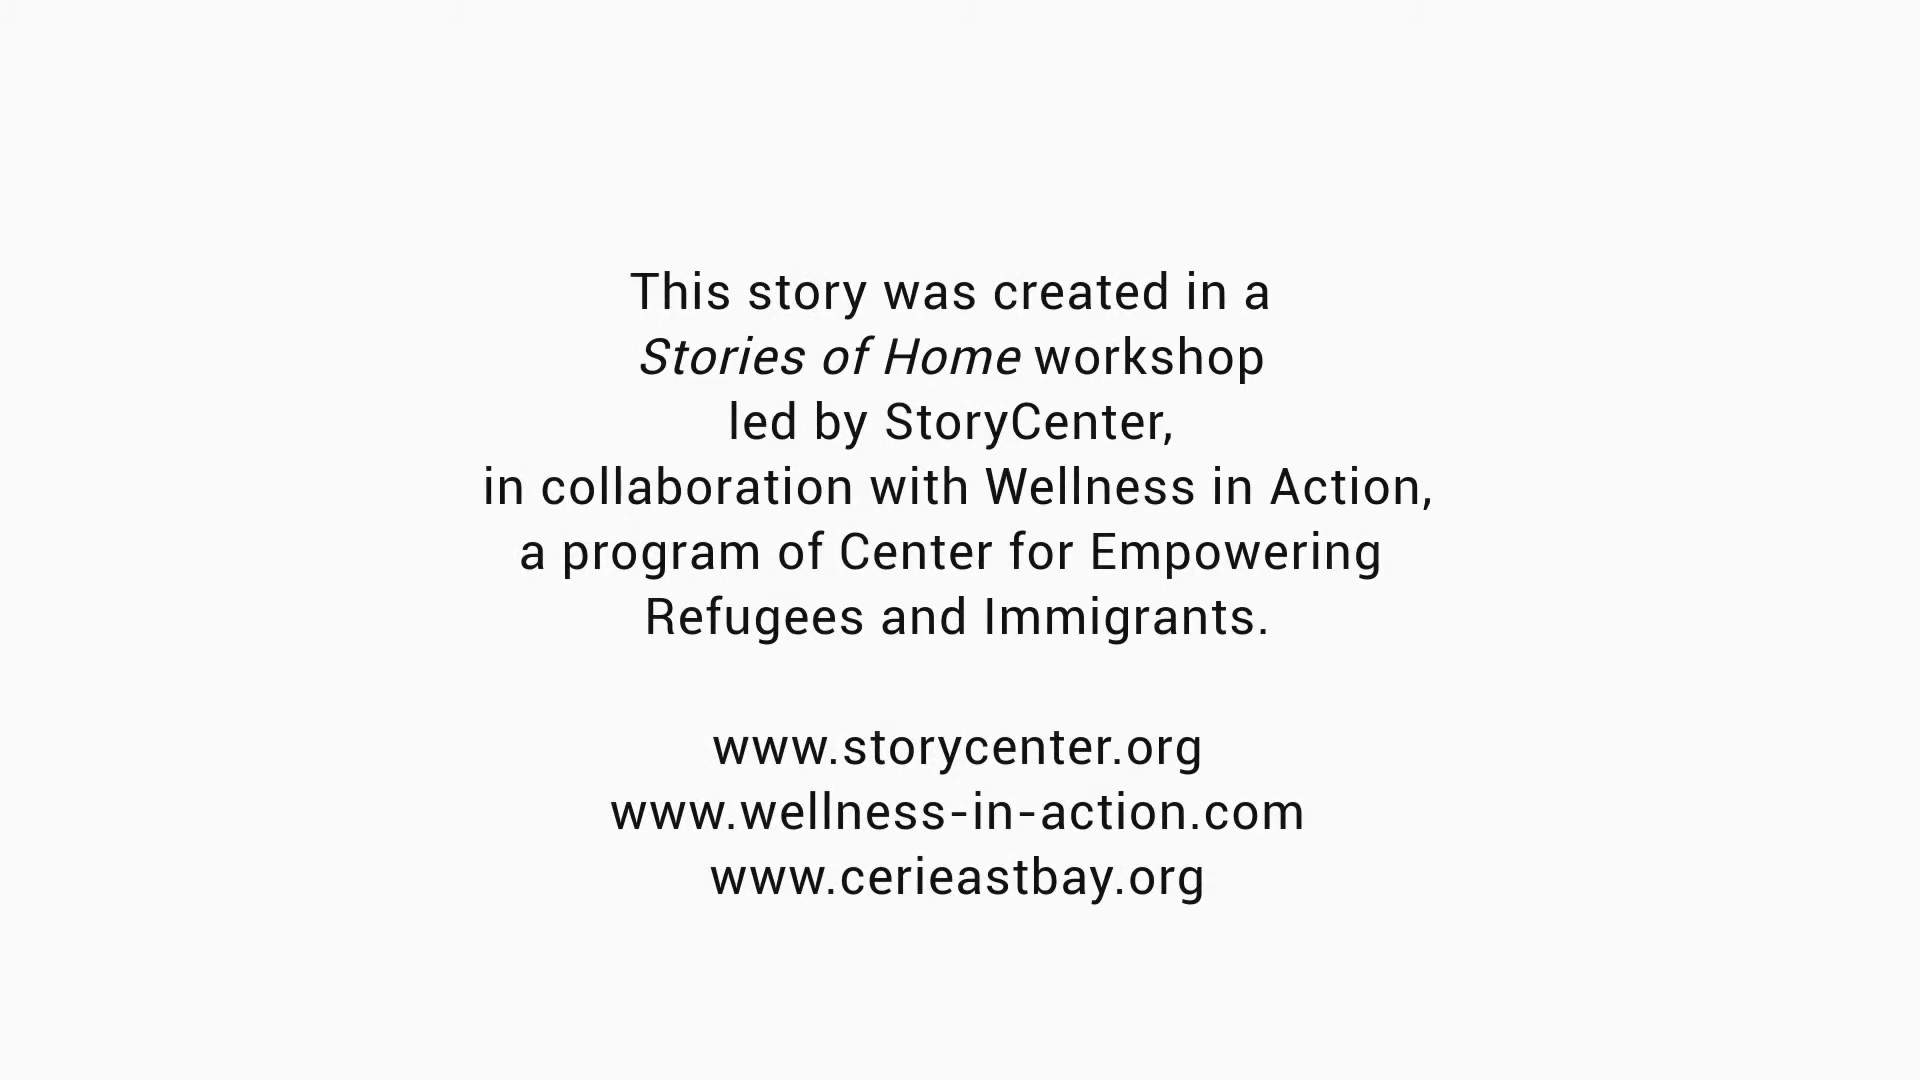 This story was created in a
Stories of Home workshop
led by StoryCenter,
in collaboration with Wellness in Action,
a program of Center for Empowering
Refugees and Immigrants.
www.storycenter.org
www.wellness-in-action.com
www.cerieastbay.org